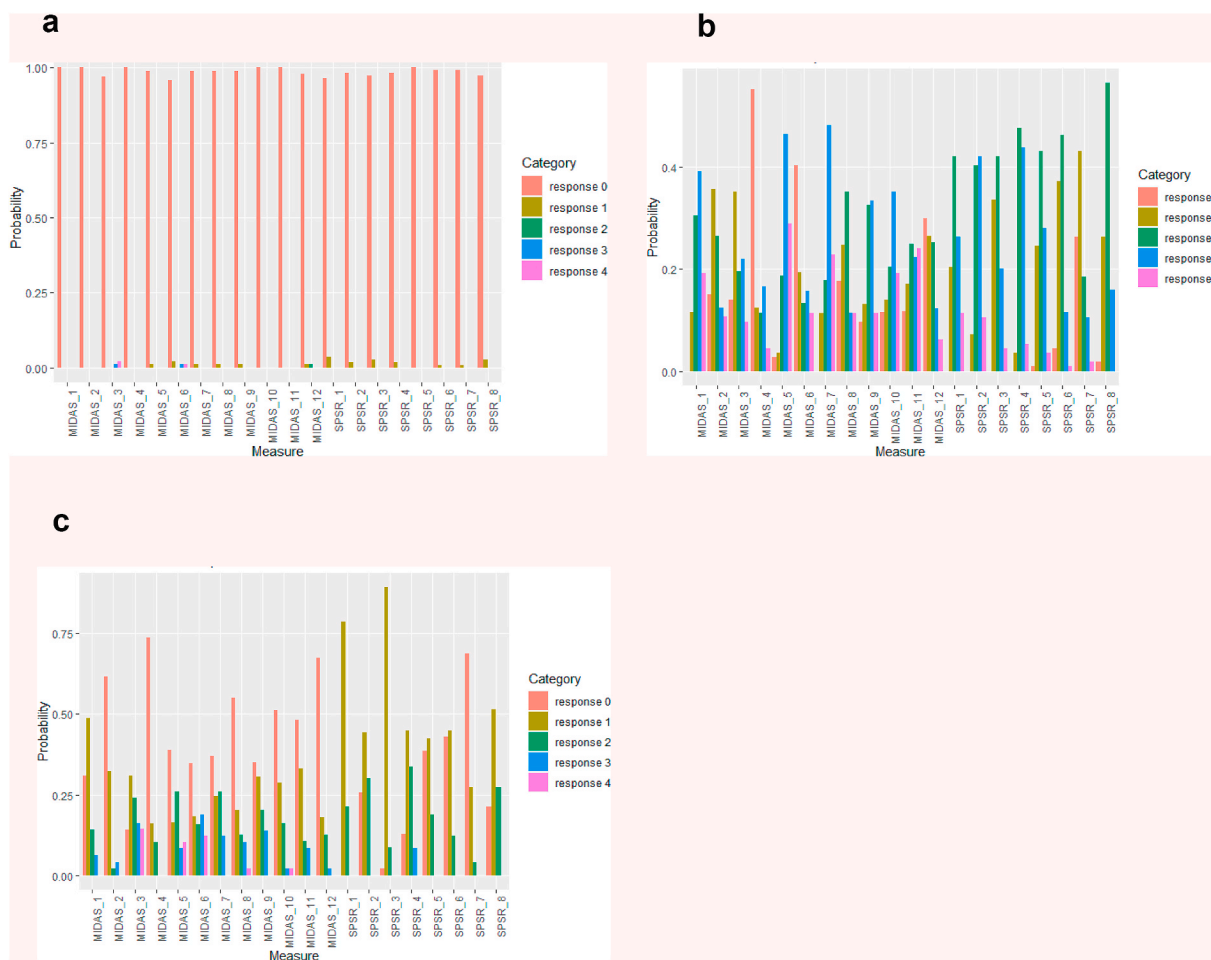 a
1.00
0.75
0.50
0.25
0.00
Probability
MIDAS_1
MIDAS_2
MIDAS_3
MIDAS_4
MIDAS_5
MIDAS_6
MIDAS_7
MIDAS_8
MIDAS_9
MIDAS_10
MIDAS_11
MIDAS_12
SPSR_1
SPSR_2
SPSR_3
SPSR_4
SPSR_5
SPSR_6
SPSR_7
SPSR_8
Measure
Category
response 0
response 1
response 2
response 3
response 4
b
0.4
0.2
0.0
Probability
MIDAS_1
MIDAS_2
MIDAS_3
MIDAS_4
MIDAS_5
MIDAS_6
MIDAS_7
MIDAS_8
MIDAS_9
MIDAS_10
MIDAS_11
MIDAS_12
SPSR_1
SPSR_2
SPSR_3
SPSR_4
SPSR_5
SPSR_6
SPSR_7
SPSR_8
Measure
Category
response
response
response
response
response
c
0.75
0.50
0.25
0.00
Probability
MIDAS_1
MIDAS_2
MIDAS_3
MIDAS_4
MIDAS_5
MIDAS_6
MIDAS_7
MIDAS_8
MIDAS_9
MIDAS_10
MIDAS_11
MIDAS_12
SPSR_1
SPSR_2
SPSR_3
SPSR_4
SPSR_5
SPSR_6
SPSR_7
SPSR_8
Measure
Category
response 0
response 1
response 2
response 3
response 4